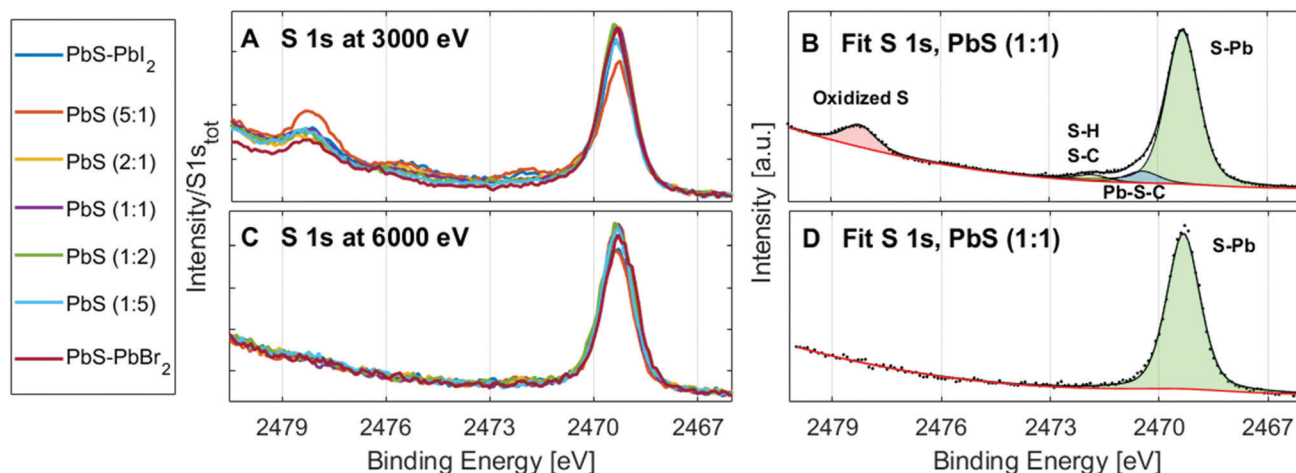 PbS-PbI2
PbS (5:1)
PbS (2:1)
PbS (1:1)
PbS (1:2)
PbS (1:5)
PbS-PbBr2
Intensity/S1s_tot
A S 1s at 3000 eV
C S 1s at 6000 eV
2479 2476 2473 2470 2467
Binding Energy [eV]
Intensity [a.u.]
B Fit S 1s, PbS (1:1)
S-Pb
Oxidized S
S-H
S-C
Pb-S-C
D Fit S 1s, PbS (1:1)
S-Pb
2479 2476 2473 2470 2467
Binding Energy [eV]